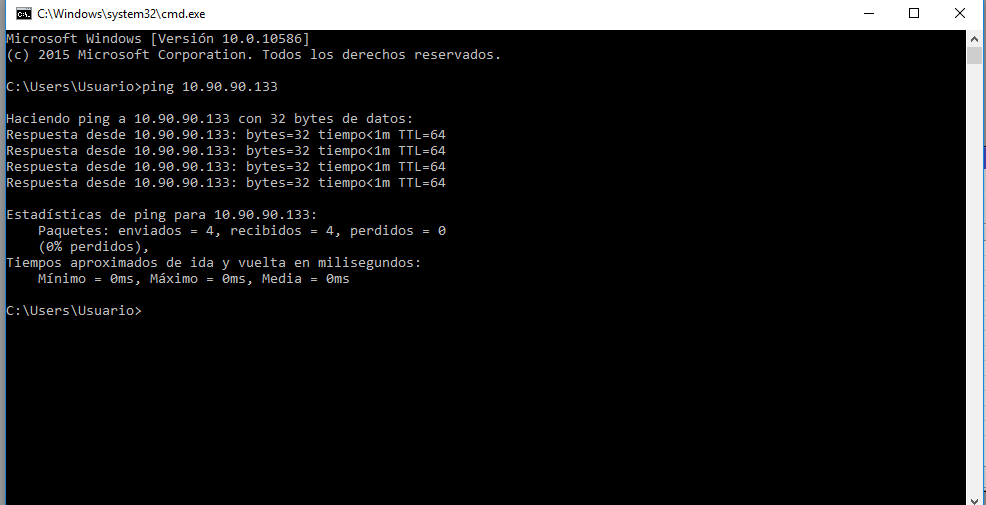 C:\Windows\system32\cmd.exe
Microsoft Windows [Versión 10.0.10586]
(c) 2015 Microsoft Corporation. Todos los derechos reservados.
C:\Users\Usuario>ping 10.90.90.133
Haciendo ping a 10.90.90.133 con 32 bytes de datos:
Respuesta desde 10.90.90.133: bytes=32 tiempo<1m TTL=64
Respuesta desde 10.90.90.133: bytes=32 tiempo<1m TTL=64
Respuesta desde 10.90.90.133: bytes=32 tiempo<1m TTL=64
Respuesta desde 10.90.90.133: bytes=32 tiempo<1m TTL=64
Estadísticas de ping para 10.90.90.133:
    Paquetes: enviados = 4, recibidos = 4, perdidos = 0
    (0% perdidos),
Tiempos aproximados de ida y vuelta en milisegundos:
    Mínimo = 0ms, Máximo = 0ms, Media = 0ms
C:\Users\Usuario>